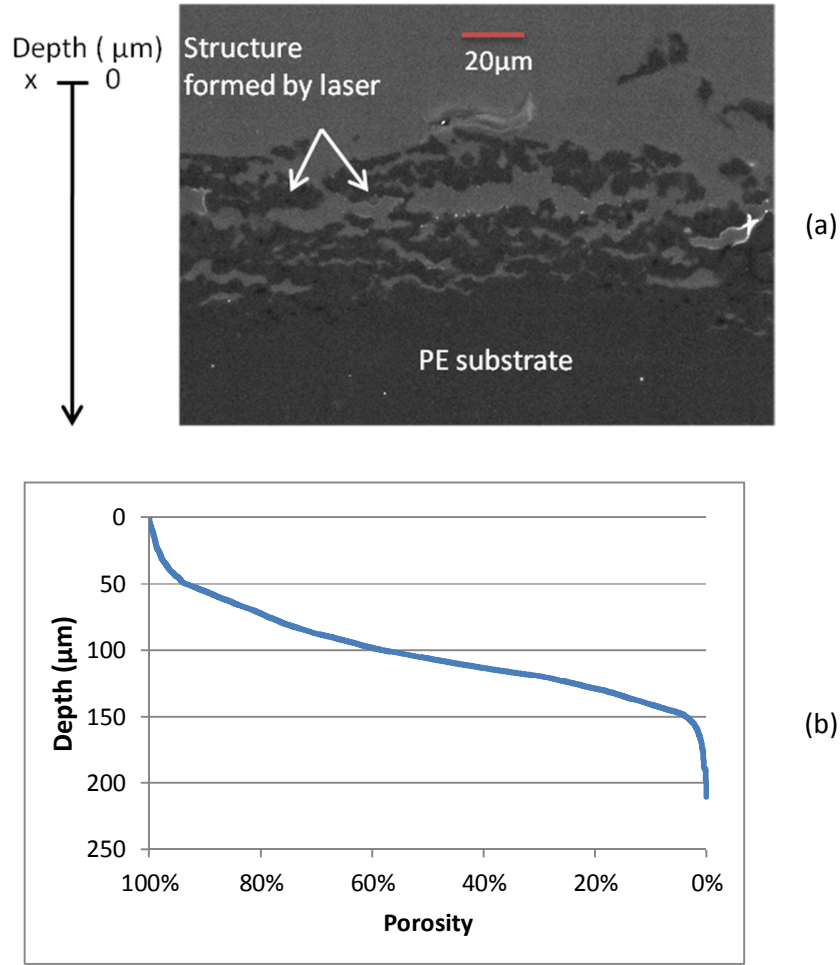 Depth ( µm)
x 0
Structure
formed by laser
20µm
PE substrate
(a)
0
50
100
150
200
250
Depth (µm)
100% 80% 60% 40% 20% 0%
Porosity
(b)